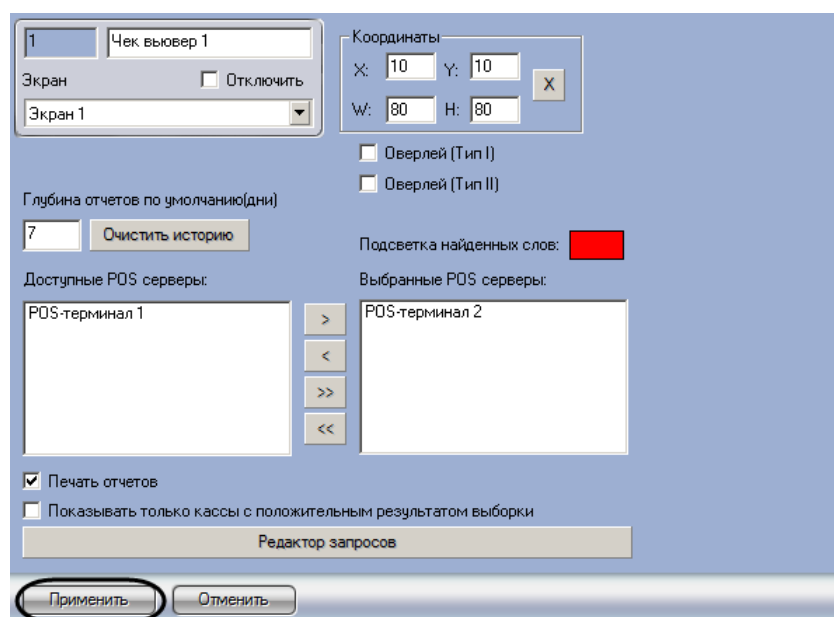 1
Чек вьювер 1
Экран
Отключить
Экран 1
Координаты
X: 10 Y: 10
X
W: 80 H: 80
Оверлей (Тип I)
Оверлей (Тип II)
Глубина отчетов по умолчанию(дни)
7
Очистить историю
Подсветка найденных слов:
Доступные POS серверы:
Выбранные POS серверы:
POS-терминал 1
POS-терминал 2
>
<
>>
<<
Печать отчетов
Показывать только кассы с положительным результатом выборки
Редактор запросов
Применить
Отменить